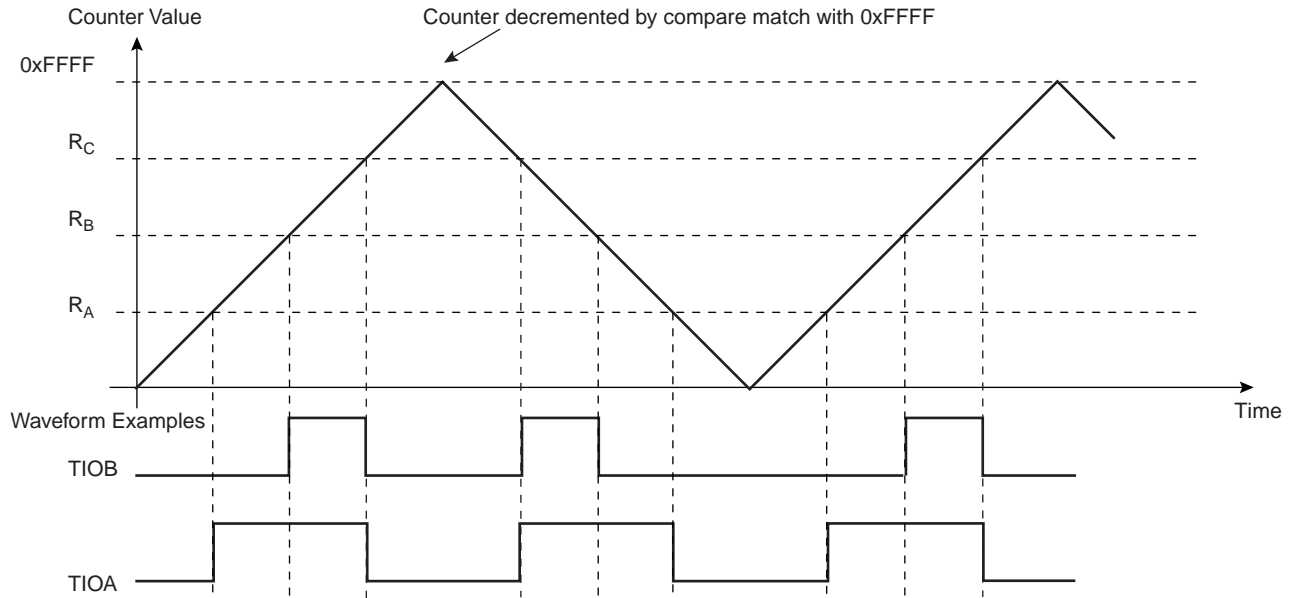 Counter Value
Counter decremented by compare match with 0xFFFF
0xFFFF
RC
RB
RA
Time
Waveform Examples
TIOB
TIOA